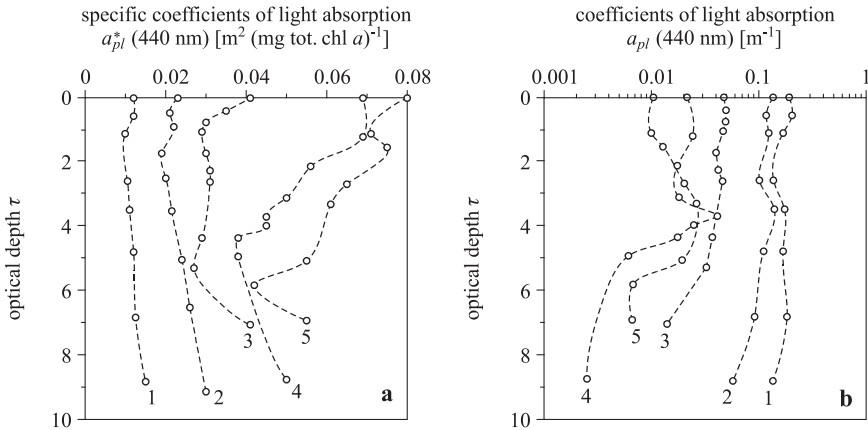 specific coefficients of light absorption
a*pl (440 nm) [m² (mg tot. chl a)⁻¹]
0 0.02 0.04 0.06 0.08
0
2
4
6
8
10
optical depth τ
1
2
3
4
5
a
coefficients of light absorption
apl (440 nm) [m⁻¹]
0.001 0.01 0.1 1
0
2
4
6
8
10
optical depth τ
4
5
3
2
1
b